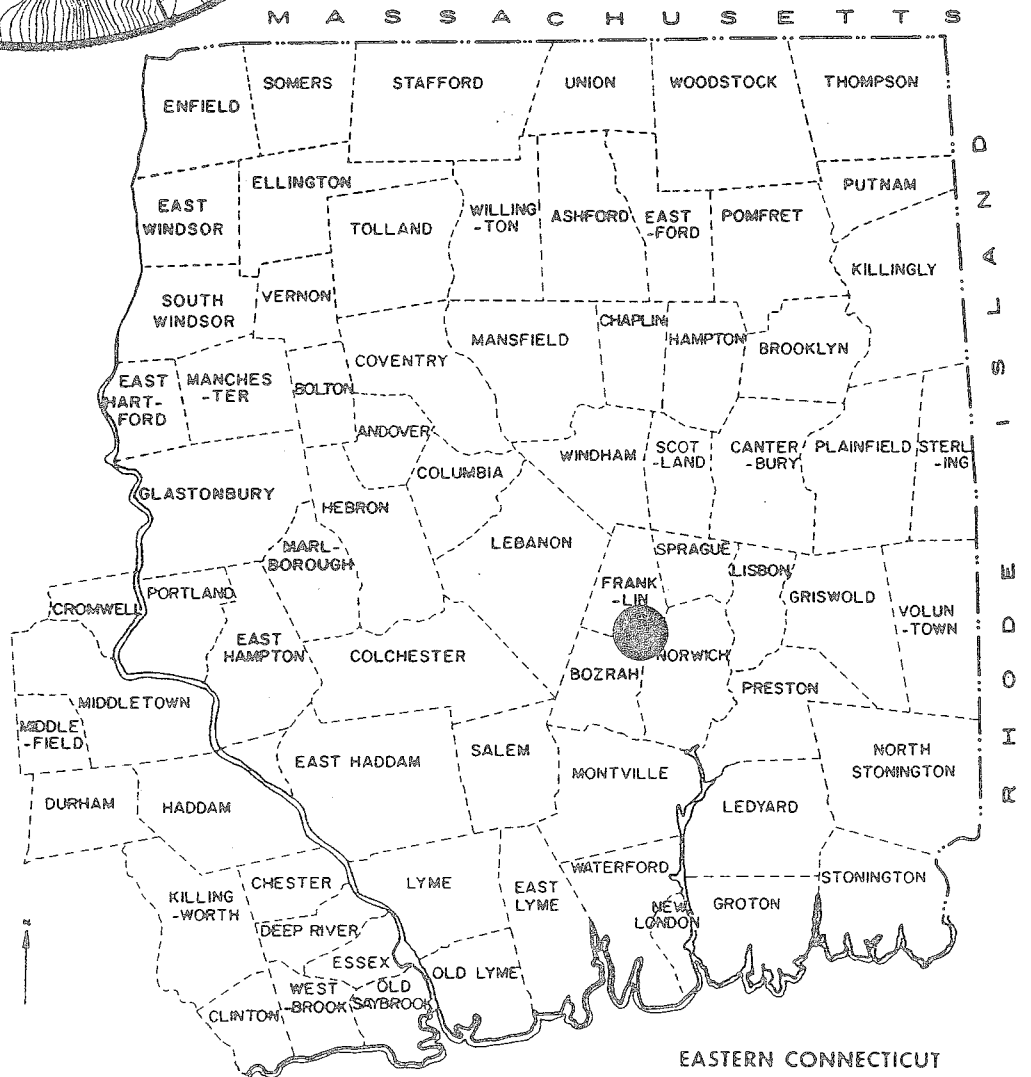 MASSACHUSETTS
SOMERS
STAFFORD
UNION
WOODSTOCK
THOMPSON
ENFIELD
ELLINGTON
PUTNAM
EAST
WINDSOR
TOLLAND
WILLING
-TON
ASHFORD
EAST
-FORD
POMFRET
KILLINGLY
SOUTH
WINDSOR
VERNON
COVENTRY
MANSFIELD
CHAPLIN
HAMPTON
BROOKLYN
EAST
HART-
FORD
MANCHES
-TER
BOLTON
ANDOVER
COLUMBIA
WINDHAM
SCOT
-LAND
CANTER
-BURY
PLAINFIELD
STERL
-ING
GLASTONBURY
HEBRON
MARL-
BOROUGH
LEBANON
SPRAGUE
LISBON
FRANK
-LIN
GRISWOLD
VOLUN
-TOWN
CROMWELL
PORTLAND
EAST
HAMPTON
COLCHESTER
BOZRAH
NORWICH
PRESTON
MIDDLETOWN
MIDDLE
-FIELD
EAST HADDAM
SALEM
MONTVILLE
NORTH
STONINGTON
DURHAM
HADDAM
LEDYARD
KILLING
-WORTH
CHESTER
LYME
EAST
LYME
WATERFORD
NEW
LONDON
GROTON
STONINGTON
DEEP RIVER
ESSEX
OLD LYME
WEST
-BROOK
OLD
SAYBROOK
CLINTON
RHODE ISLAND
EASTERN CONNECTICUT